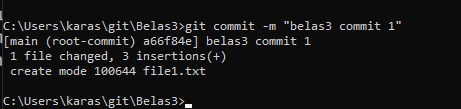 C:\Users\karas\git\Belas3>git commit -m "belas3 commit 1"
[main (root-commit) a66f84e] belas3 commit 1
 1 file changed, 3 insertions(+)
 create mode 100644 file1.txt
C:\Users\karas\git\Belas3>